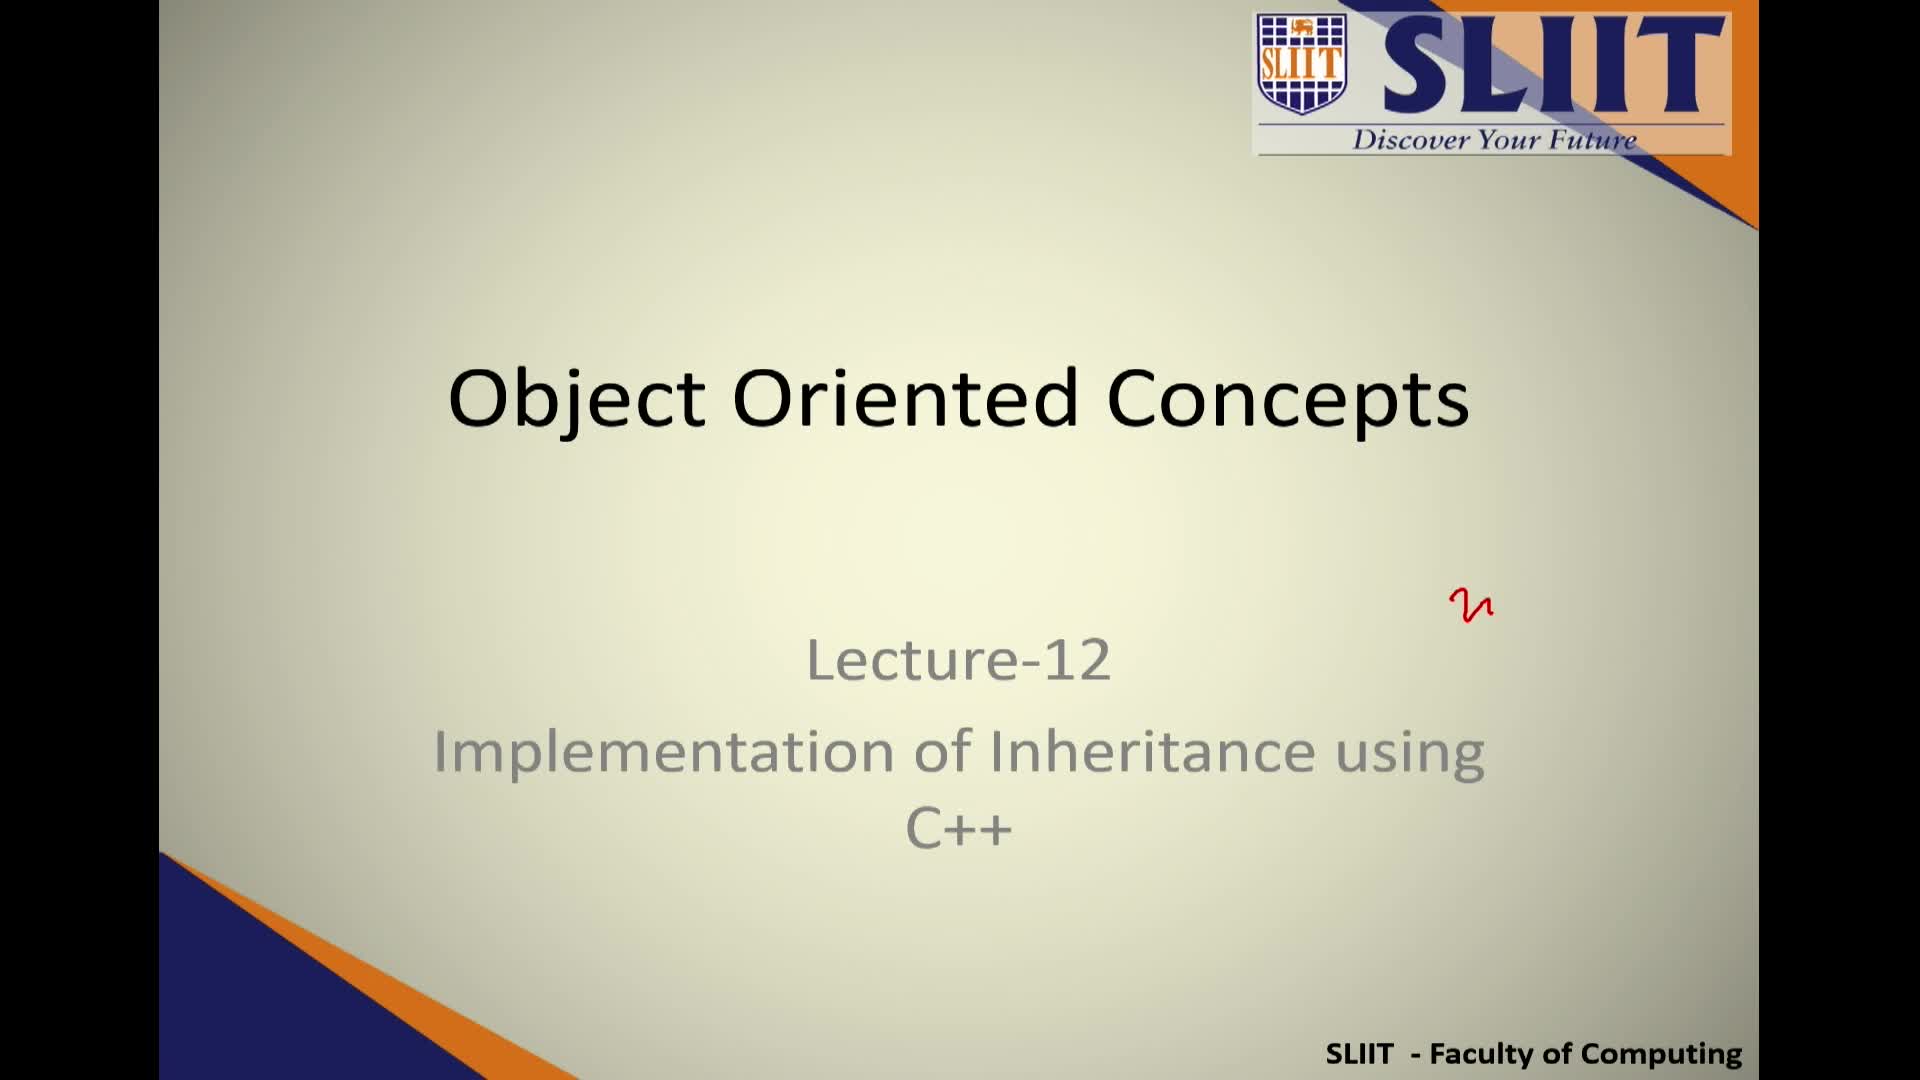 SLIIT
SLIIT
Discover Your Future
Object Oriented Concepts
Lecture-12
Implementation of Inheritance using
C++
SLIIT - Faculty of Computing